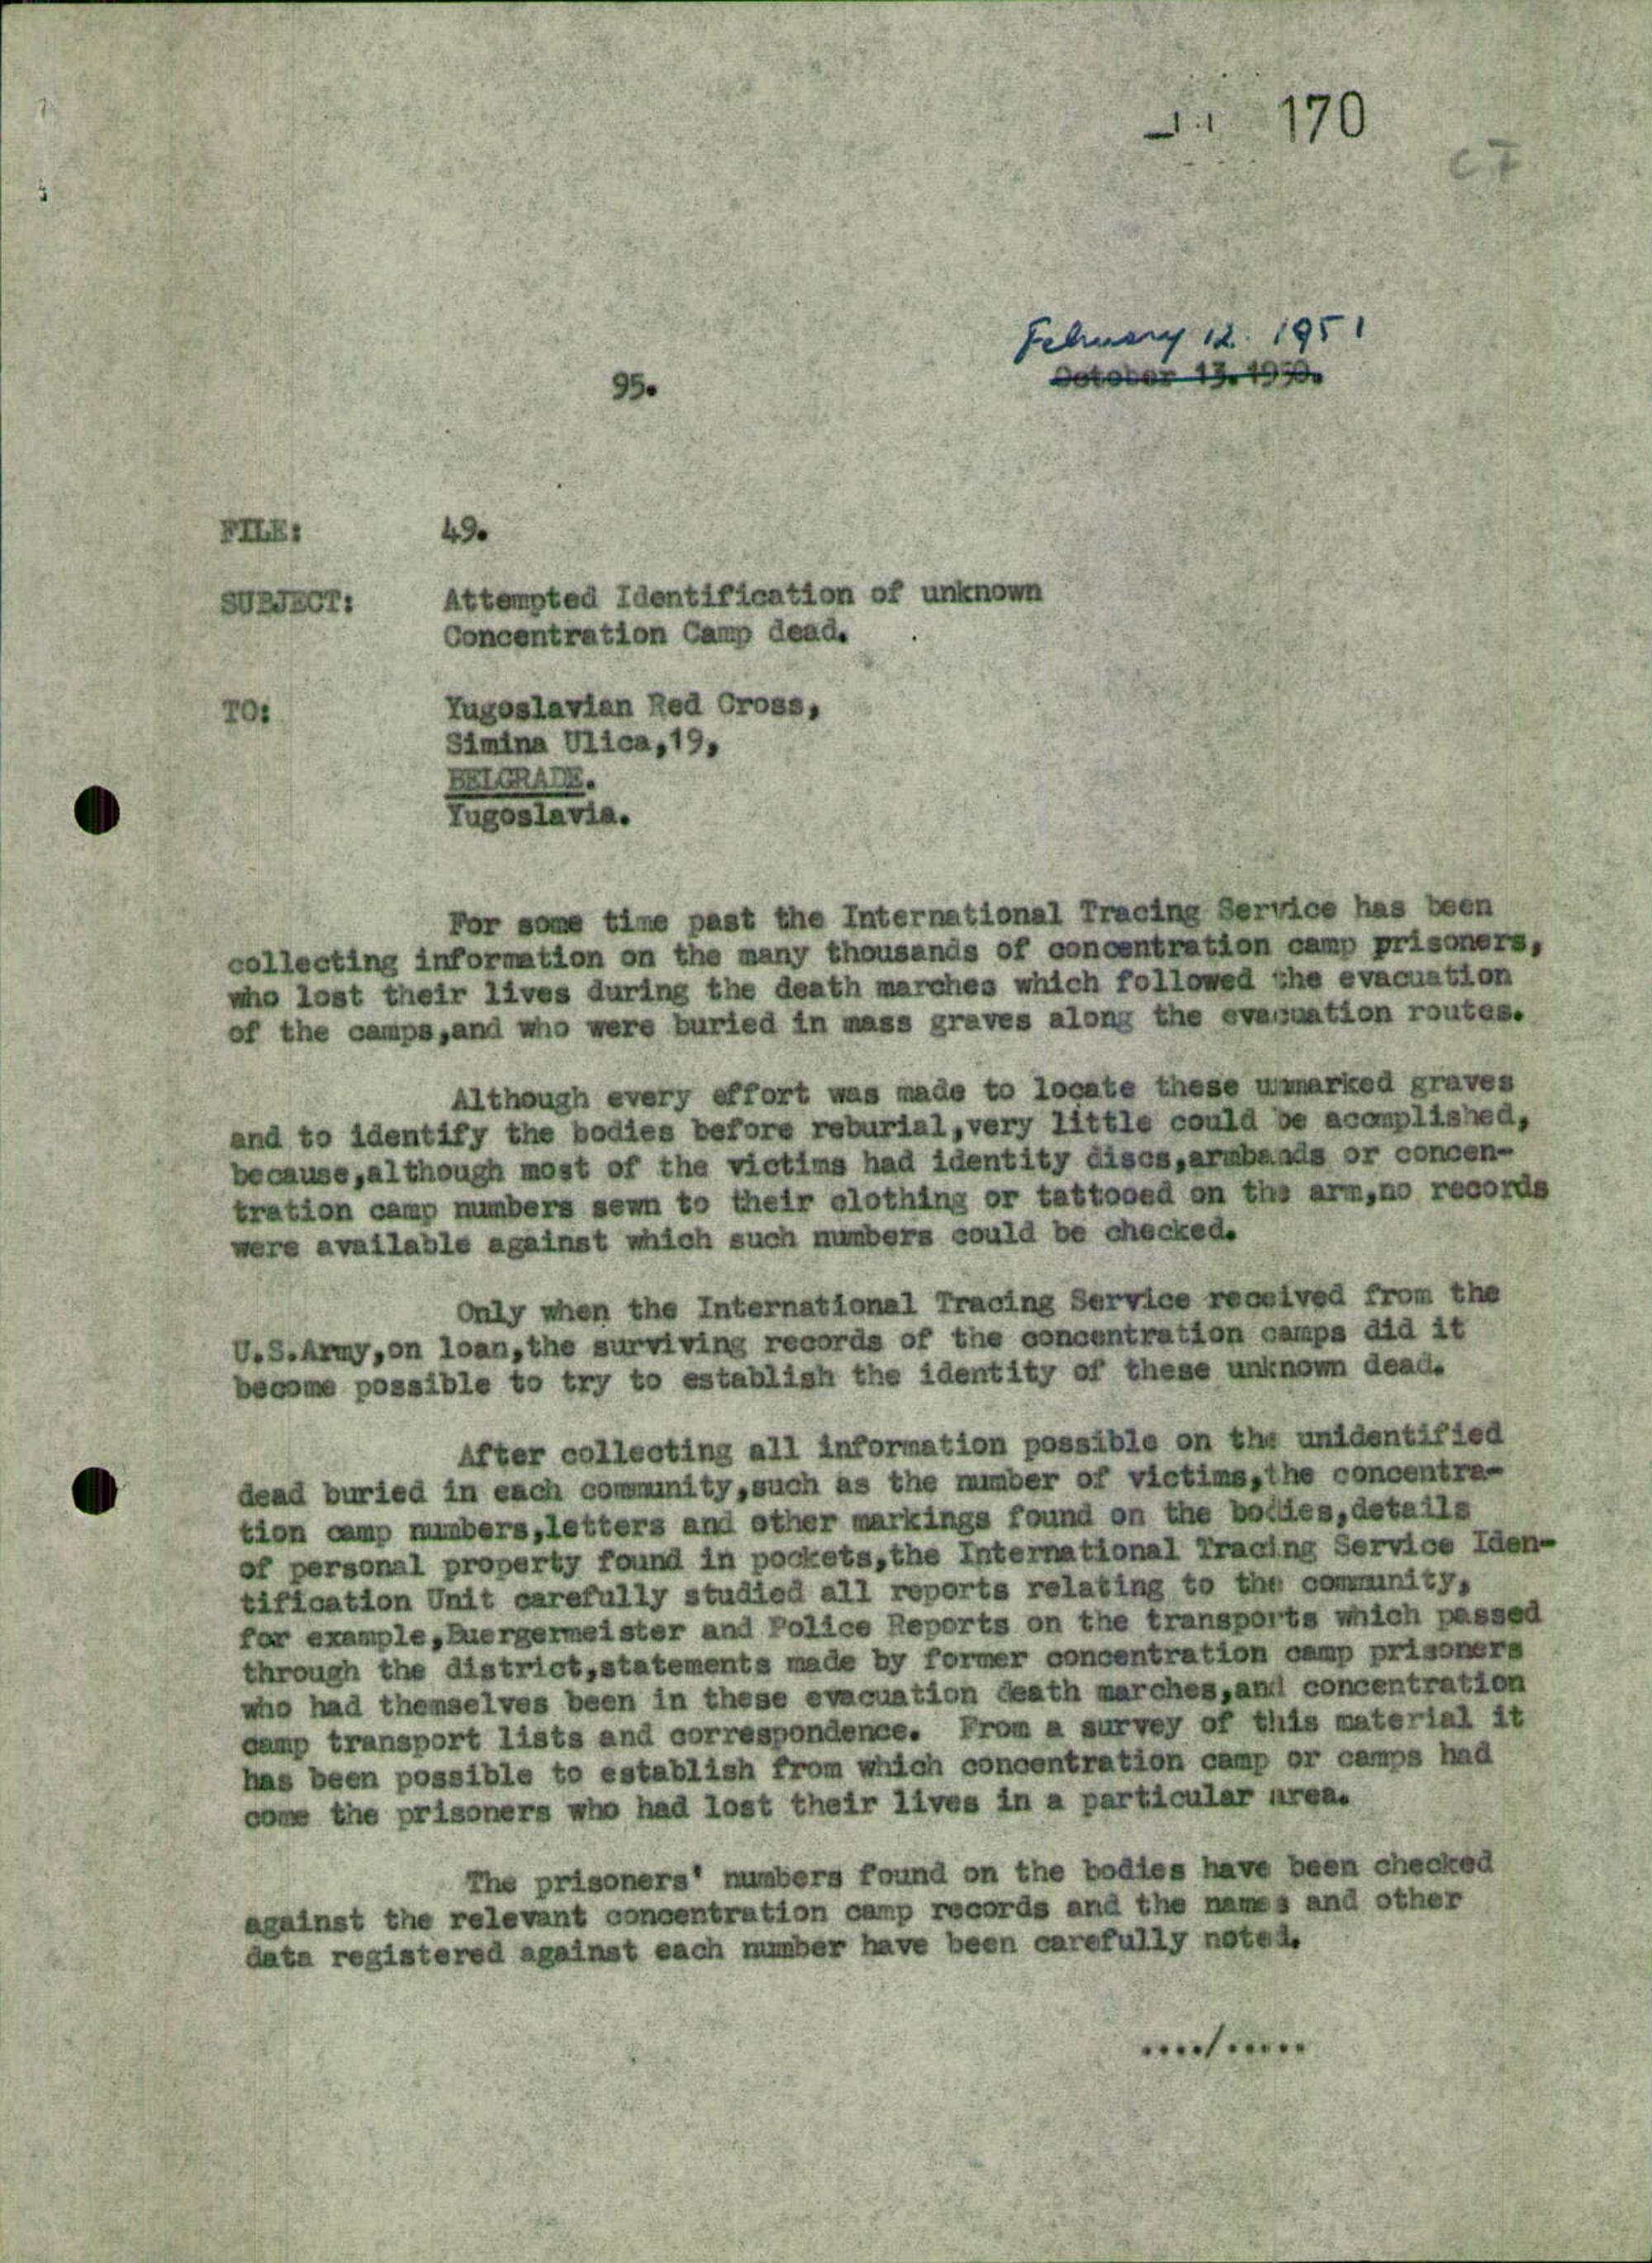 170
February 12. 1951
October 13. 1950.
95.
FILE: 49.
SUBJECT: Attempted Identification of unknown
Concentration Camp dead.
TO: Yugoslavian Red Cross,
Simina Ulica,19,
BELGRADE.
Yugoslavia.
For some time past the International Tracing Service has been
collecting information on the many thousands of concentration camp prisoners,
who lost their lives during the death marches which followed the evacuation
of the camps,and who were buried in mass graves along the evacuation routes.
Although every effort was made to locate these unmarked graves
and to identify the bodies before reburial,very little could be acomplished,
because,although most of the victims had identity discs,armbands or concen-
tration camp numbers sewn to their clothing or tattooed on the arm,no records
were available against which such numbers could be checked.
Only when the International Tracing Service received from the
U.S.Army,on loan,the surviving records of the concentration camps did it
become possible to try to establish the identity of these unknown dead.
After collecting all information possible on the unidentified
dead buried in each community,such as the number of victims,the concentra-
tion camp numbers,letters and other markings found on the bodies,details
of personal property found in pockets,the International Tracing Service Iden-
tification Unit carefully studied all reports relating to the community,
for example,Buergermeister and Police Reports on the transports which passed
through the district,statements made by former concentration camp prisoners
who had themselves been in these evacuation death marches,and concentration
camp transport lists and correspondence. From a survey of this material it
has been possible to establish from which concentration camp or camps had
come the prisoners who had lost their lives in a particular area.
The prisoners' numbers found on the bodies have been checked
against the relevant concentration camp records and the names and other
data registered against each number have been carefully noted.
..../.....